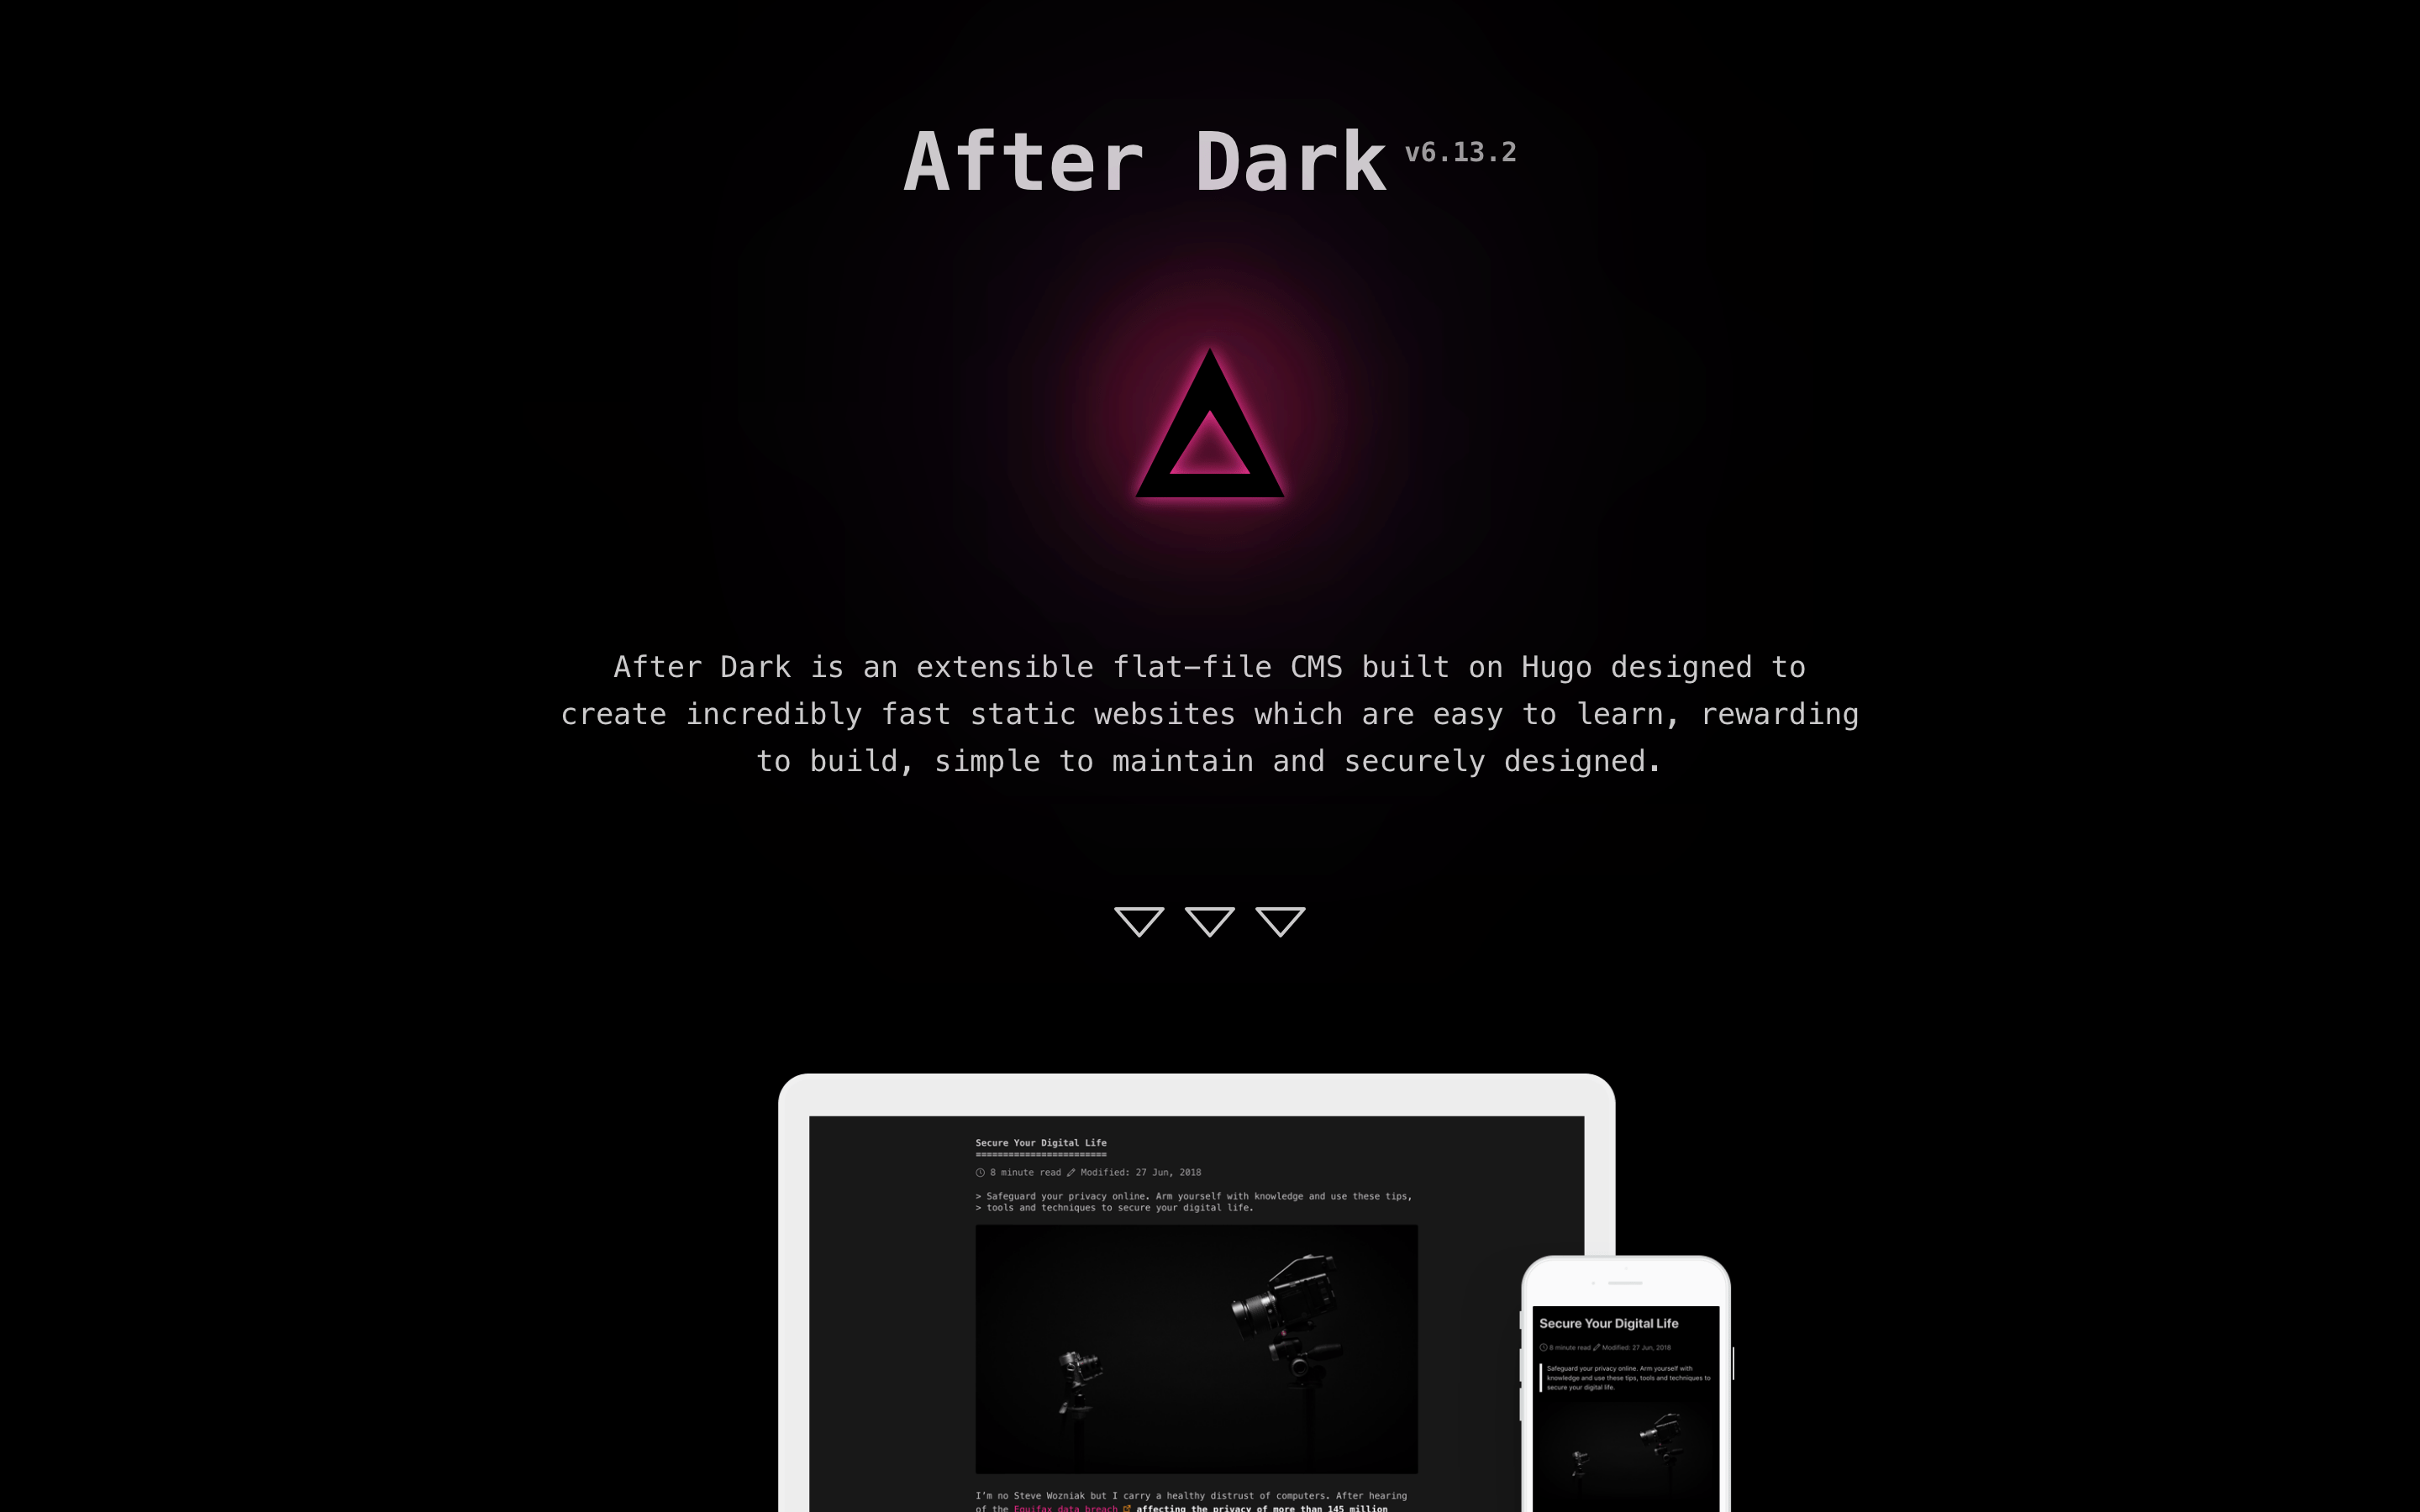 After Dark v6.13.2
After Dark is an extensible flat-file CMS built on Hugo designed to
create incredibly fast static websites which are easy to learn, rewarding
to build, simple to maintain and securely designed.
Secure Your Digital Life
========================
8 minute read Modified: 27 Jun, 2018
> Safeguard your privacy online. Arm yourself with knowledge and use these tips,
> tools and techniques to secure your digital life.
I'm no Steve Wozniak but I carry a healthy distrust of computers. After hearing
of the Equifax data breach affecting the privacy of more than 145 million
Secure Your Digital Life
8 minute read Modified: 27 Jun, 2018
Safeguard your privacy online. Arm yourself with
knowledge and use these tips, tools and techniques to
secure your digital life.